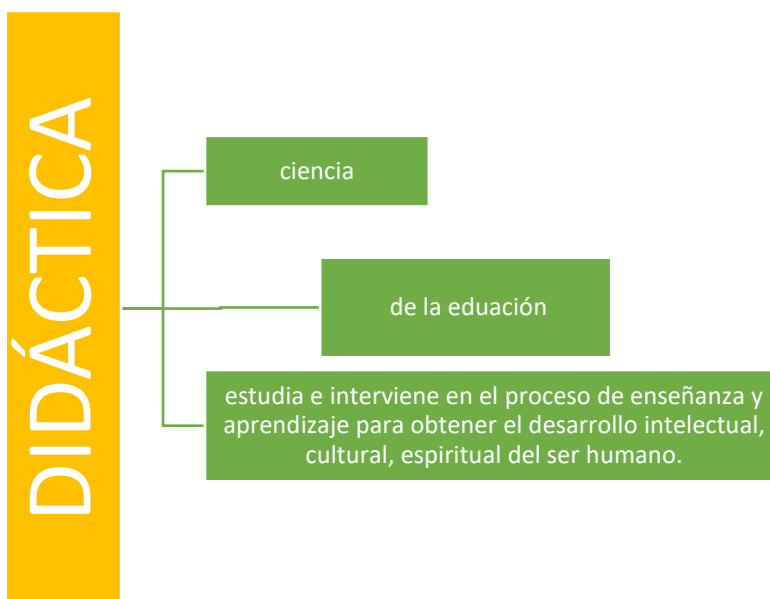 DIDÁCTICA
ciencia
de la eduación
estudia e interviene en el proceso de enseñanza y
aprendizaje para obtener el desarrollo intelectual,
cultural, espiritual del ser humano.